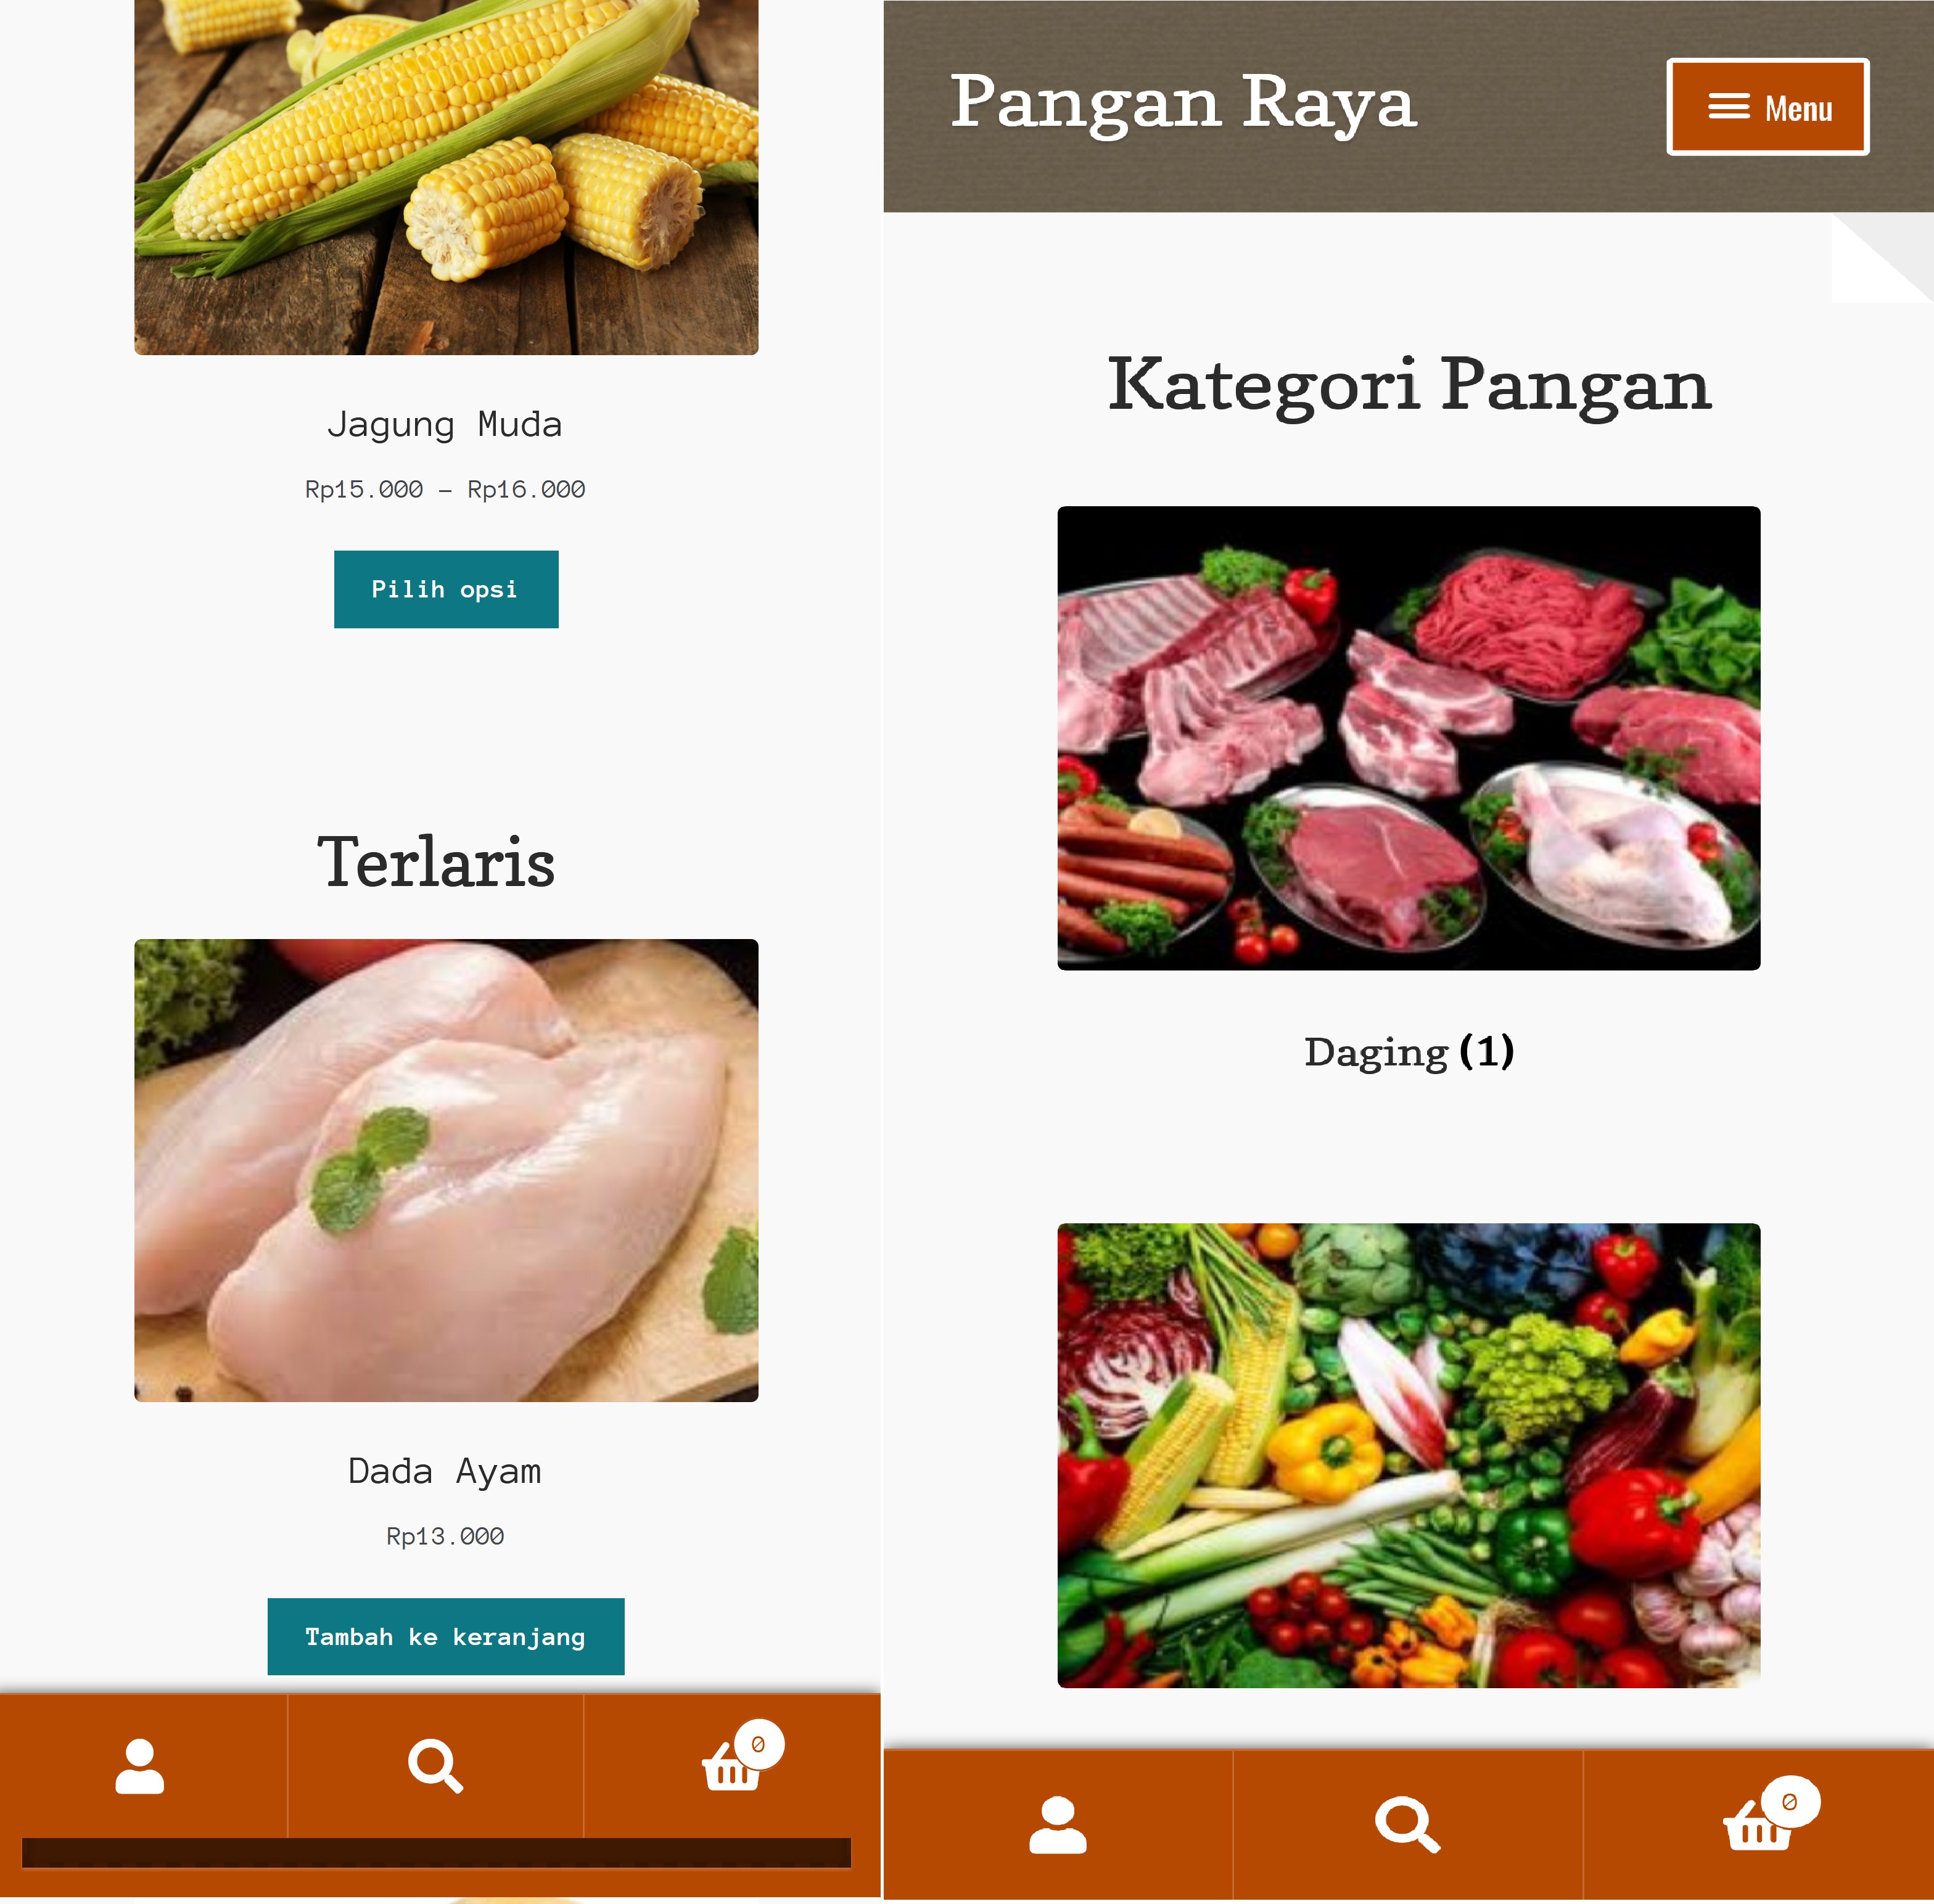 Jagung Muda
Rp15.000 – Rp16.000
Pilih opsi
Terlaris
Dada Ayam
Rp13.000
Tambah ke keranjang
0
Pangan Raya
Menu
Kategori Pangan
Daging (1)
0